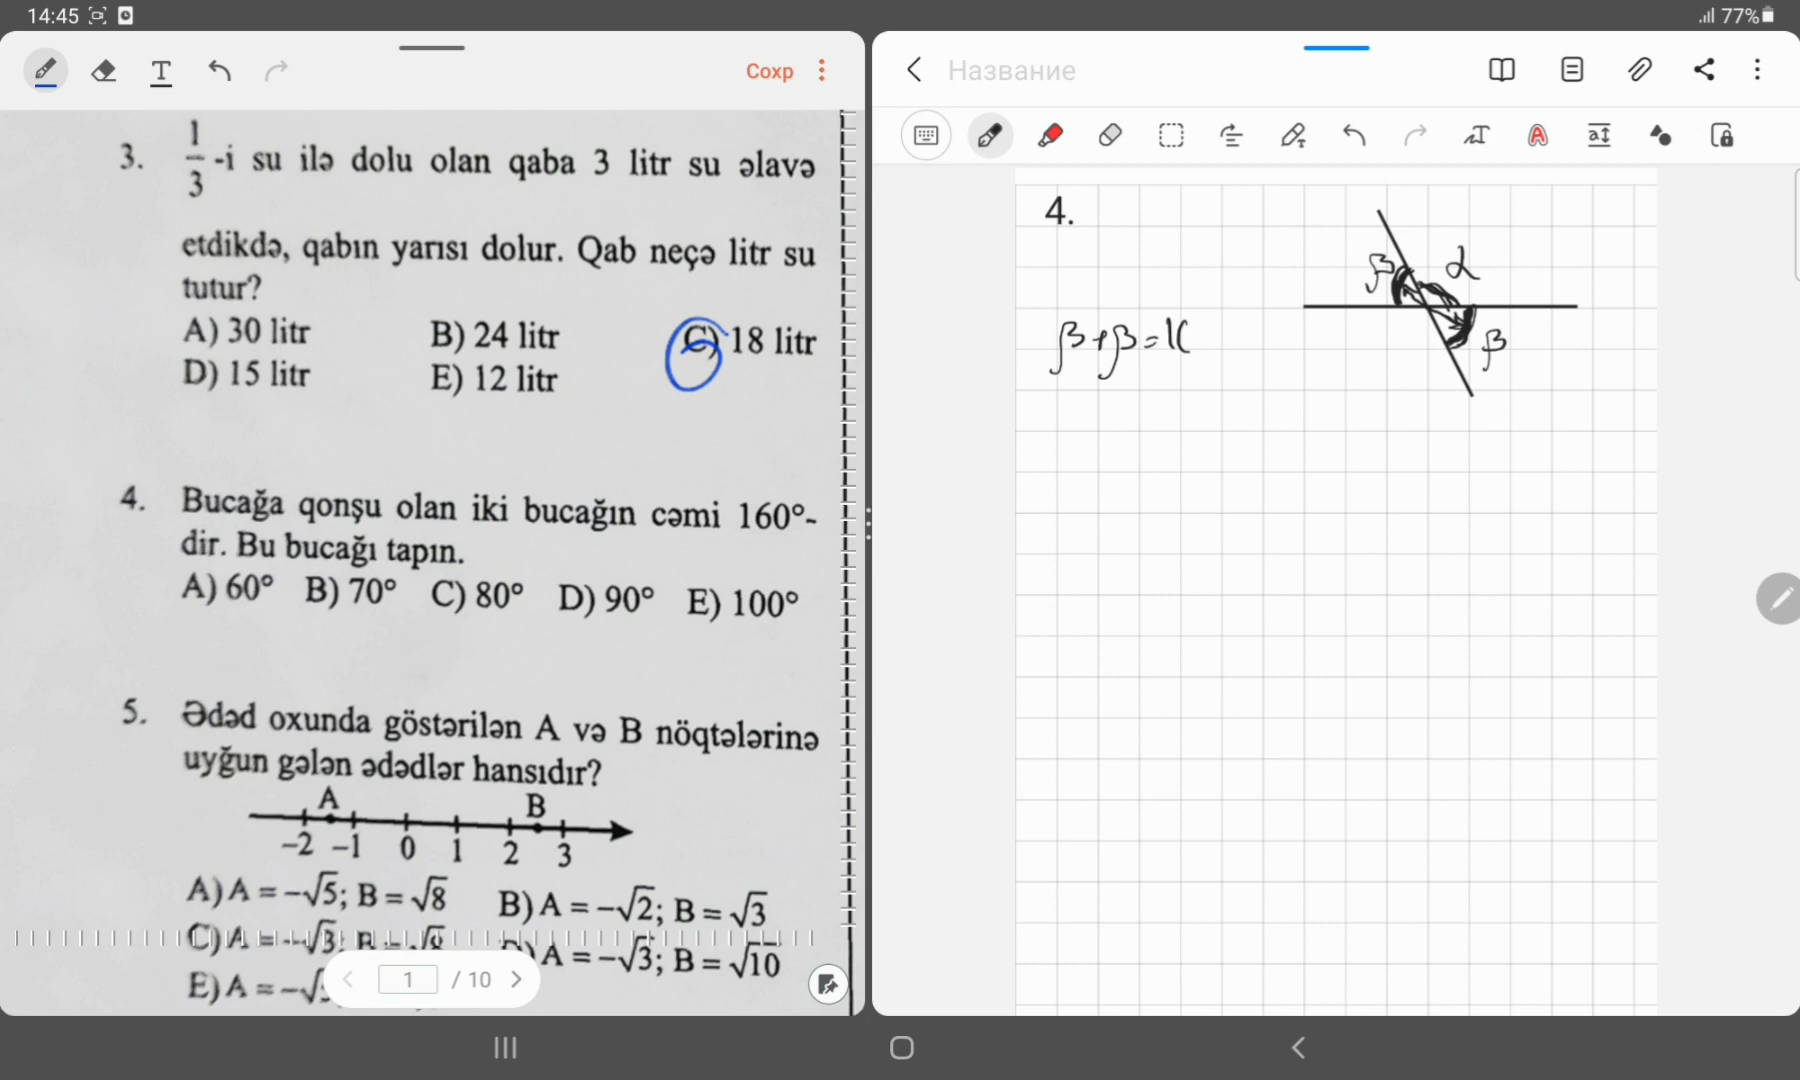 14:45
77%
Сохр
Название
3. 1/3 -i su ilə dolu olan qaba 3 litr su əlavə
etdikdə, qabın yarısı dolur. Qab neçə litr su
tutur?
A) 30 litr B) 24 litr C) 18 litr
D) 15 litr E) 12 litr
4. Bucağa qonşu olan iki bucağın cəmi 160°-
dir. Bu bucağı tapın.
A) 60° B) 70° C) 80° D) 90° E) 100°
5. Ədəd oxunda göstərilən A və B nöqtələrinə
uyğun gələn ədədlər hansıdır?
A B
-2 -1 0 1 2 3
A) A = -√5; B = √8 B) A = -√2; B = √3
C) A = -√3; B = √8 D) A = -√3; B = √10
E) A = -√
1 / 10
4.
β α
β
β+β=1